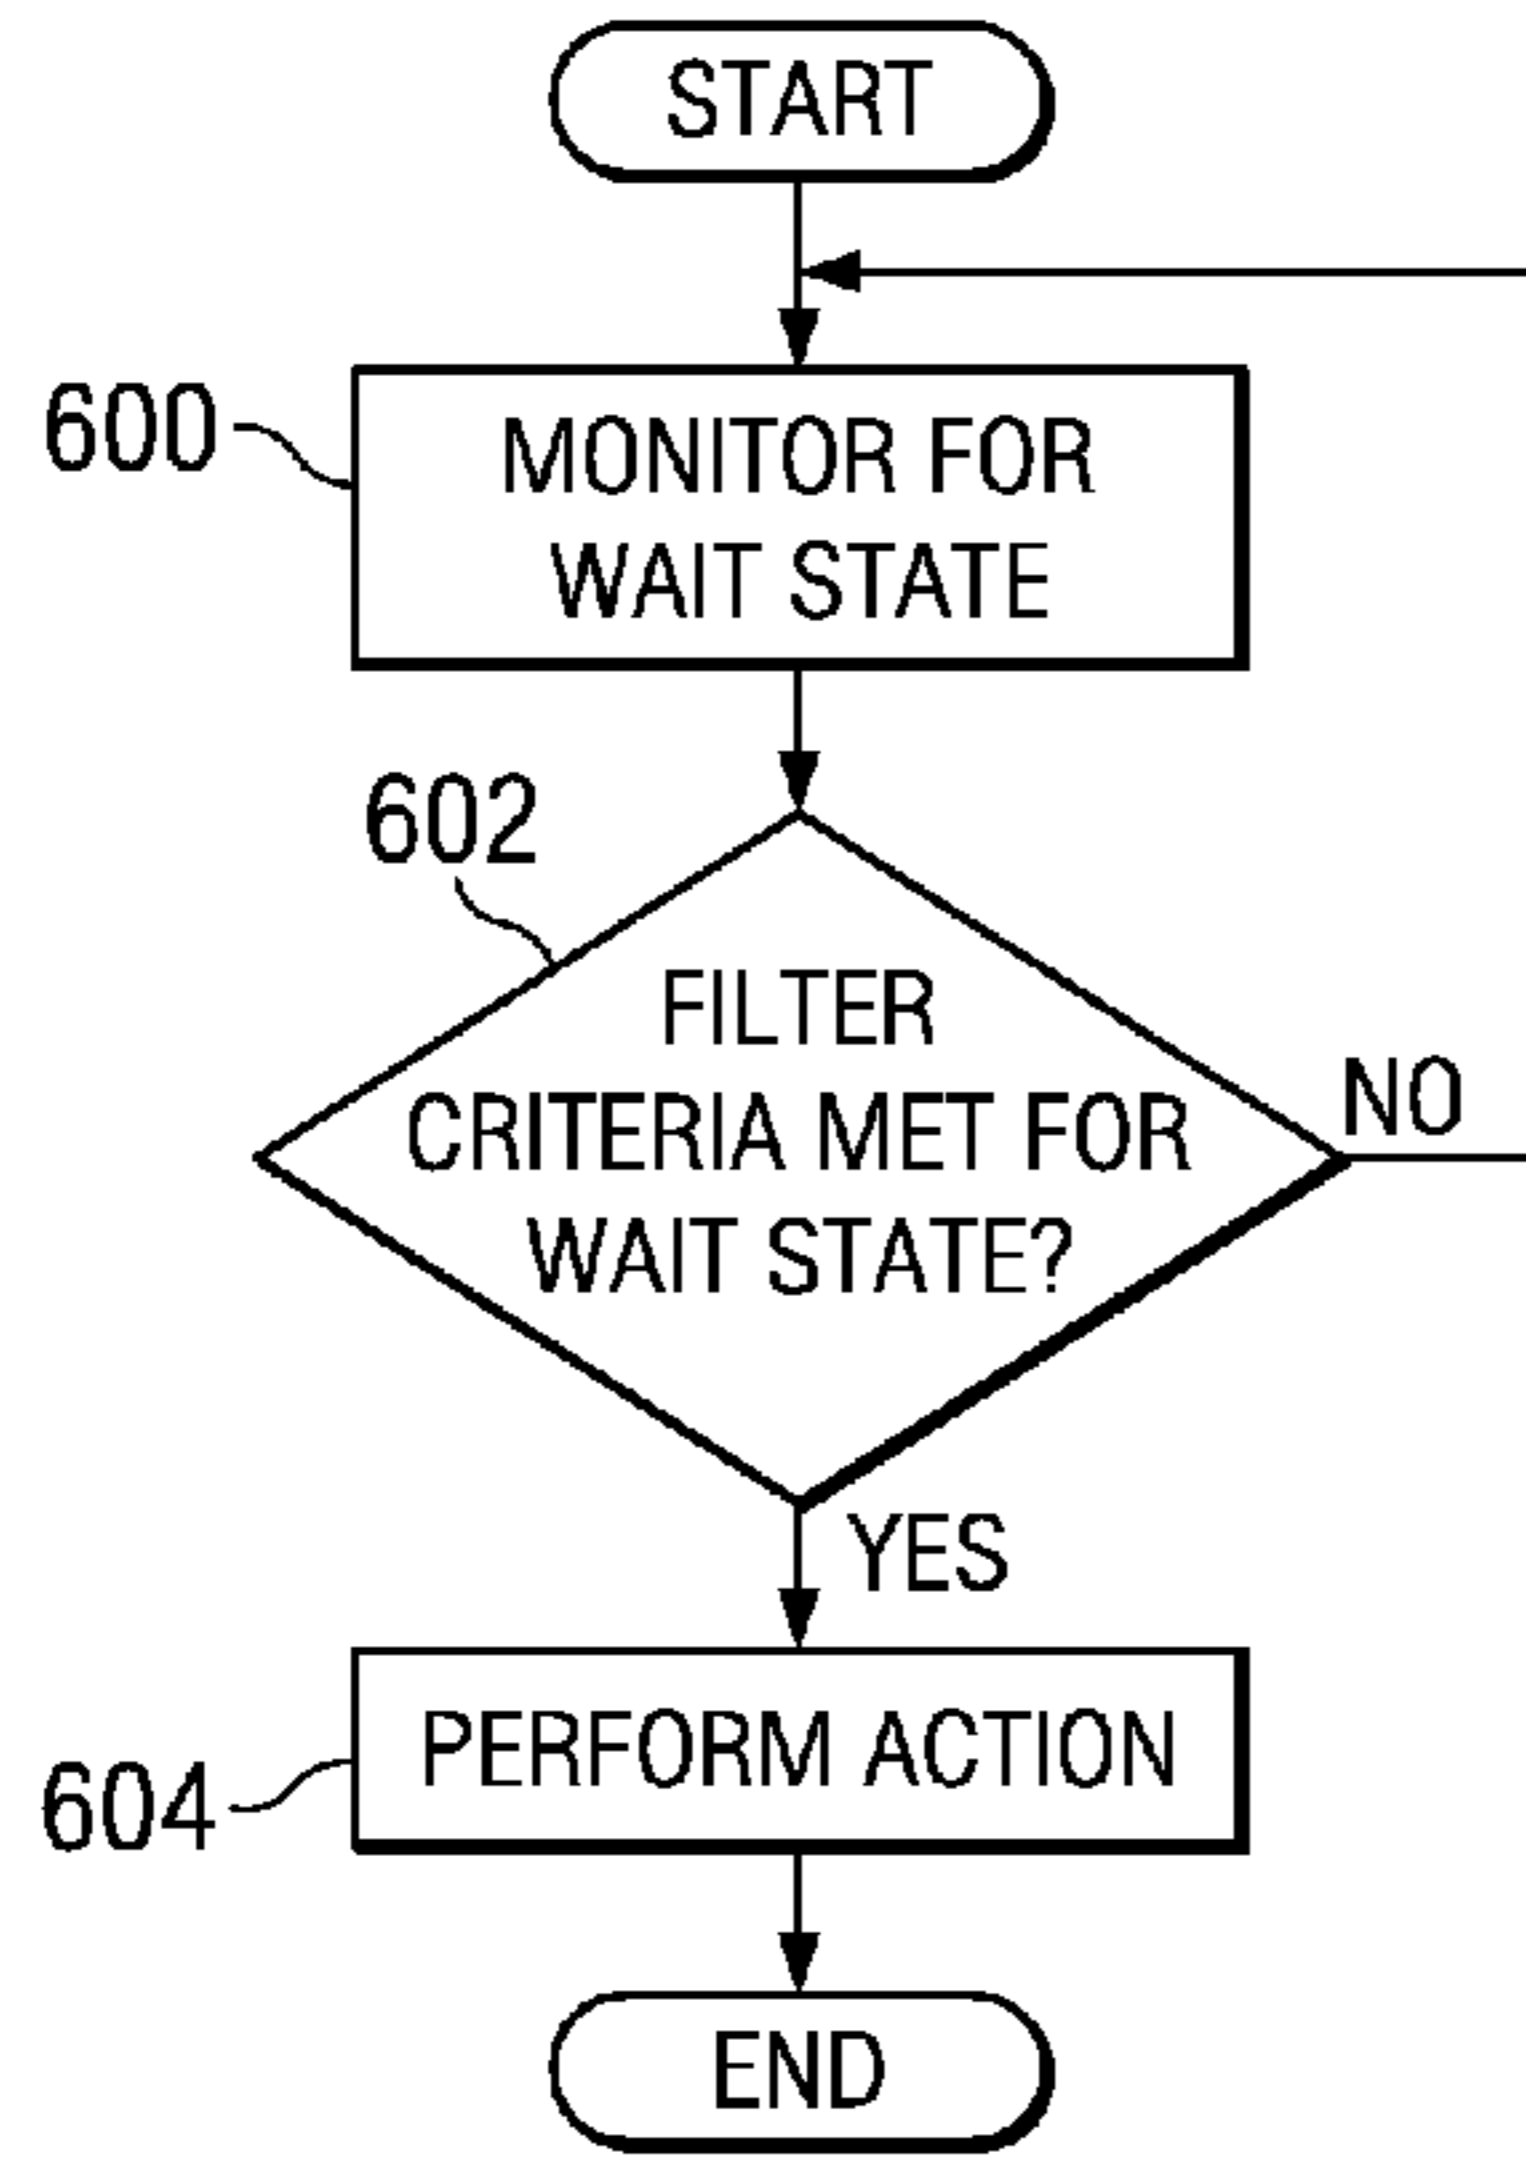 START
600
MONITOR FOR
WAIT STATE
602
FILTER
CRITERIA MET FOR
WAIT STATE?
NO
YES
604
PERFORM ACTION
END